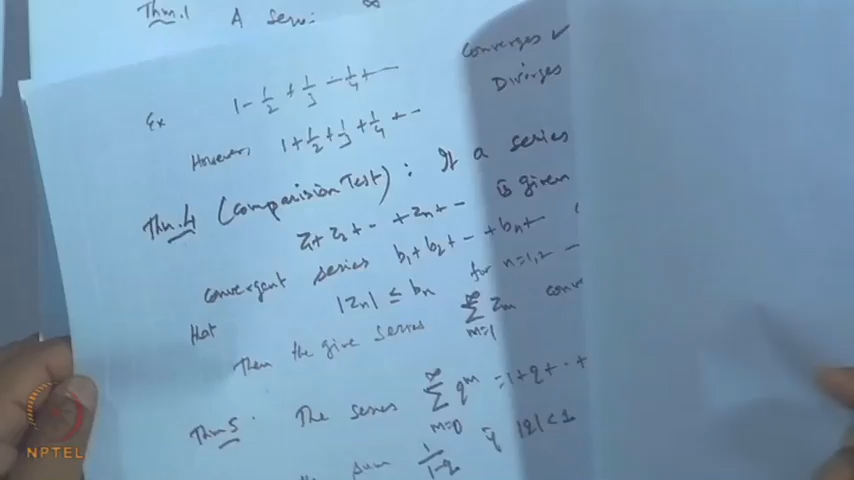 Thm.1 A seri ∞
Converges ✓
Ex 1 - 1/2 + 1/3 - 1/4 + —
Diverges
However, 1 + 1/2 + 1/3 + 1/4 + - -
Thm.4 (Comparision Test): If a series
z1 + z2 + - + zn + - is given
convergent series b1 + b2 + - + bn +
that |zn| ≤ bn for n=1,2 —
Then the give series ∑_{m=1}^{∞} zm conv
Thm 5. The series ∑_{m=0}^{∞} q^m = 1 + q + · +
sum 1/(1-q) if |q| < 1
NPTEL